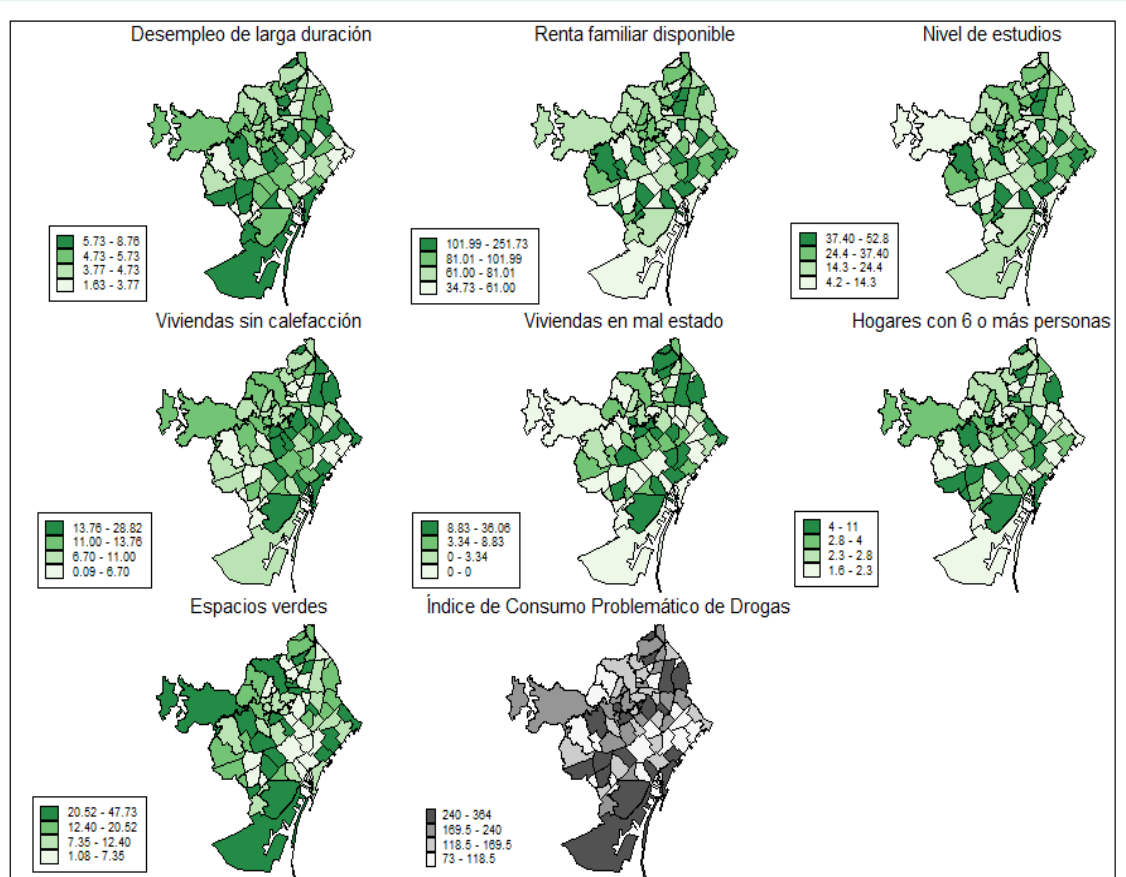 Desempleo de larga duración
Renta familiar disponible
Nivel de estudios
5.73 - 8.76
4.73 - 5.73
3.77 - 4.73
1.63 - 3.77
101.99 - 251.73
81.01 - 101.99
61.00 - 81.01
34.73 - 61.00
37.40 - 52.8
24.4 - 37.40
14.3 - 24.4
4.2 - 14.3
Viviendas sin calefacción
Viviendas en mal estado
Hogares con 6 o más personas
13.76 - 28.82
11.00 - 13.76
6.70 - 11.00
0.09 - 6.70
8.83 - 36.06
3.34 - 8.83
0 - 3.34
0 - 0
4 - 11
2.8 - 4
2.3 - 2.8
1.6 - 2.3
Espacios verdes
Índice de Consumo Problemático de Drogas
20.52 - 47.73
12.40 - 20.52
7.35 - 12.40
1.08 - 7.35
240 - 364
169.5 - 240
118.5 - 169.5
73 - 118.5